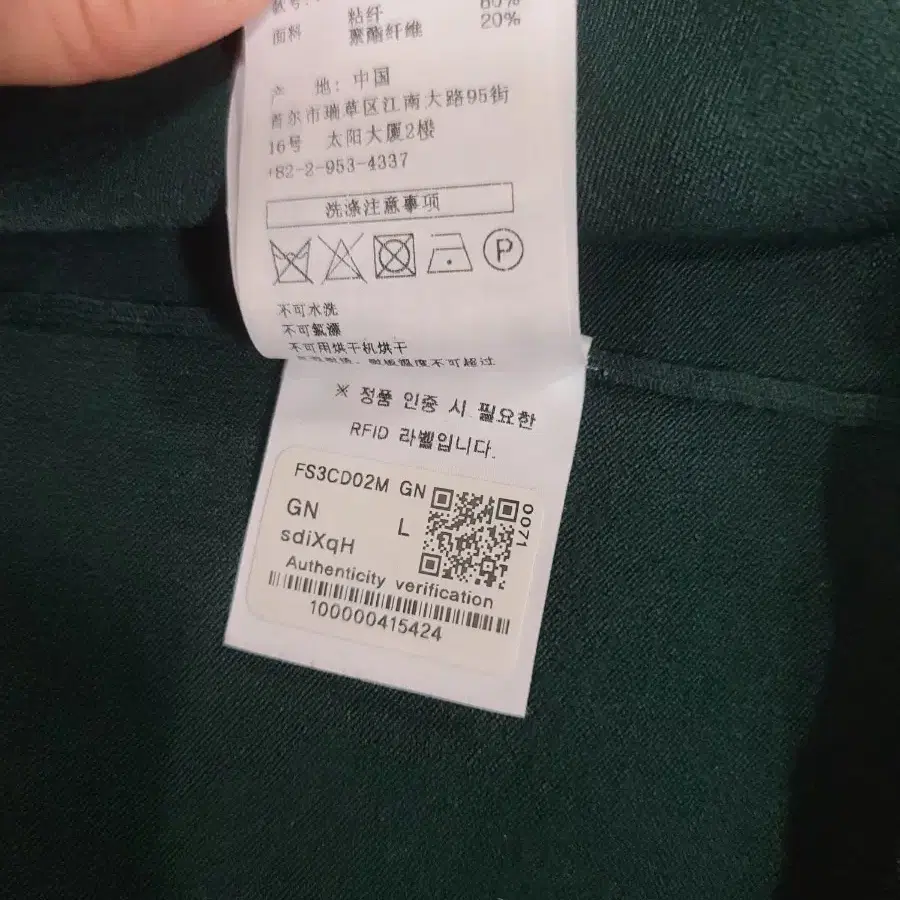 粘纤 80%
面料 聚酯纤维 20%
产 地: 中国
首尔市瑞草区江南大路95街
16号 太阳大厦2楼
+82-2-953-4337
洗涤注意事项
P
不可水洗
不可氯漂
不可用烘干机烘干
※ 정품 인증 시 필요한
RFID 라벨입니다.
FS3CD02M GN
GN
L
0071
sdiXqH
Authenticity verification
100000415424